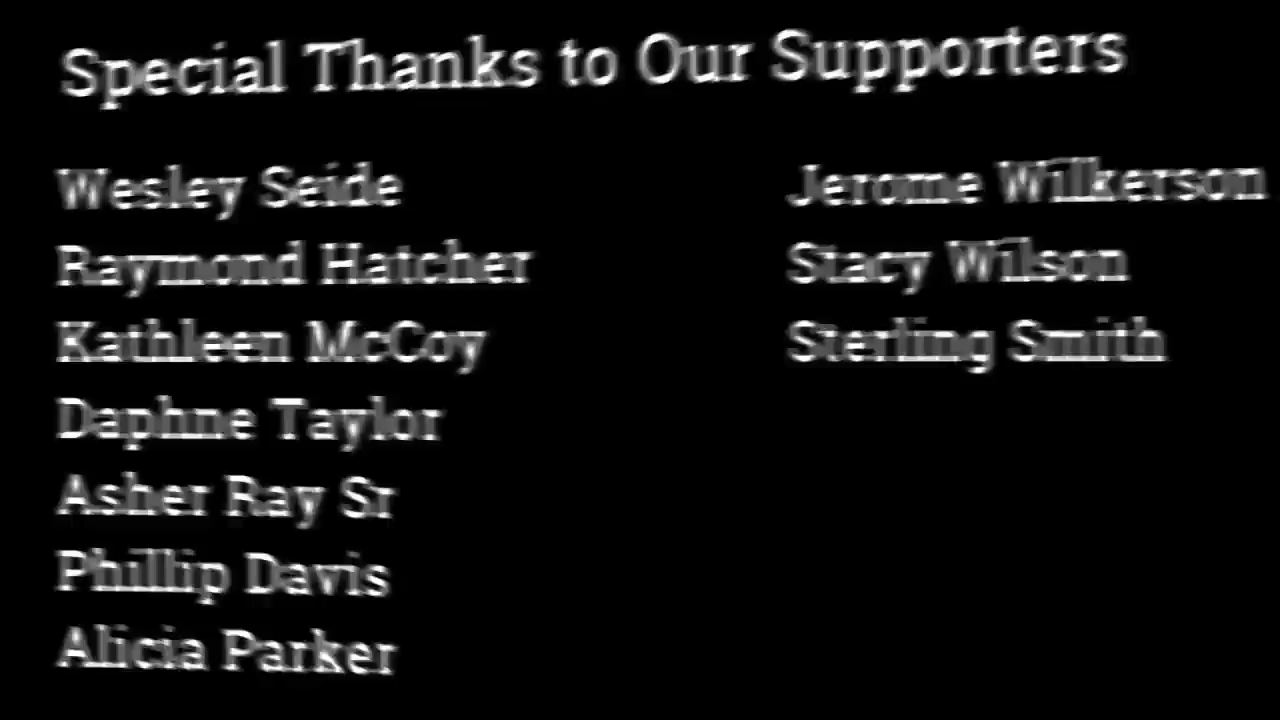 Special Thanks to Our Supporters
Wesley Seide
Raymond Hatcher
Kathleen McCoy
Daphne Taylor
Asher Ray Sr
Phillip Davis
Alicia Parker
Jerome Wilkerson
Stacy Wilson
Sterling Smith